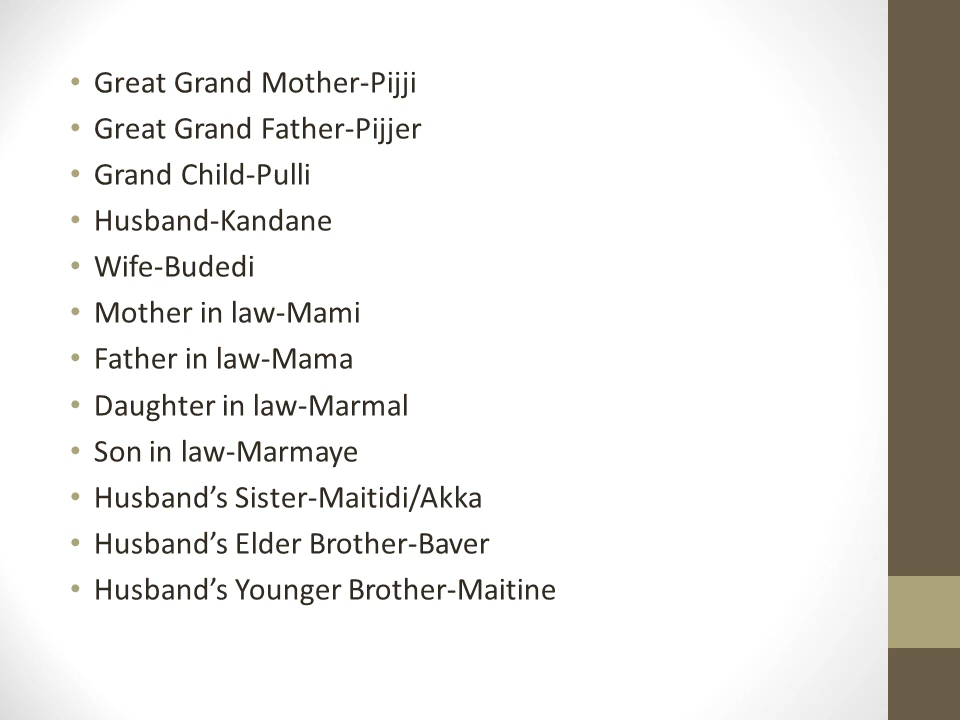 • Great Grand Mother-Pijji
• Great Grand Father-Pijjer
• Grand Child-Pulli
• Husband-Kandane
• Wife-Budedi
• Mother in law-Mami
• Father in law-Mama
• Daughter in law-Marmal
• Son in law-Marmaye
• Husband’s Sister-Maitidi/Akka
• Husband’s Elder Brother-Baver
• Husband’s Younger Brother-Maitine